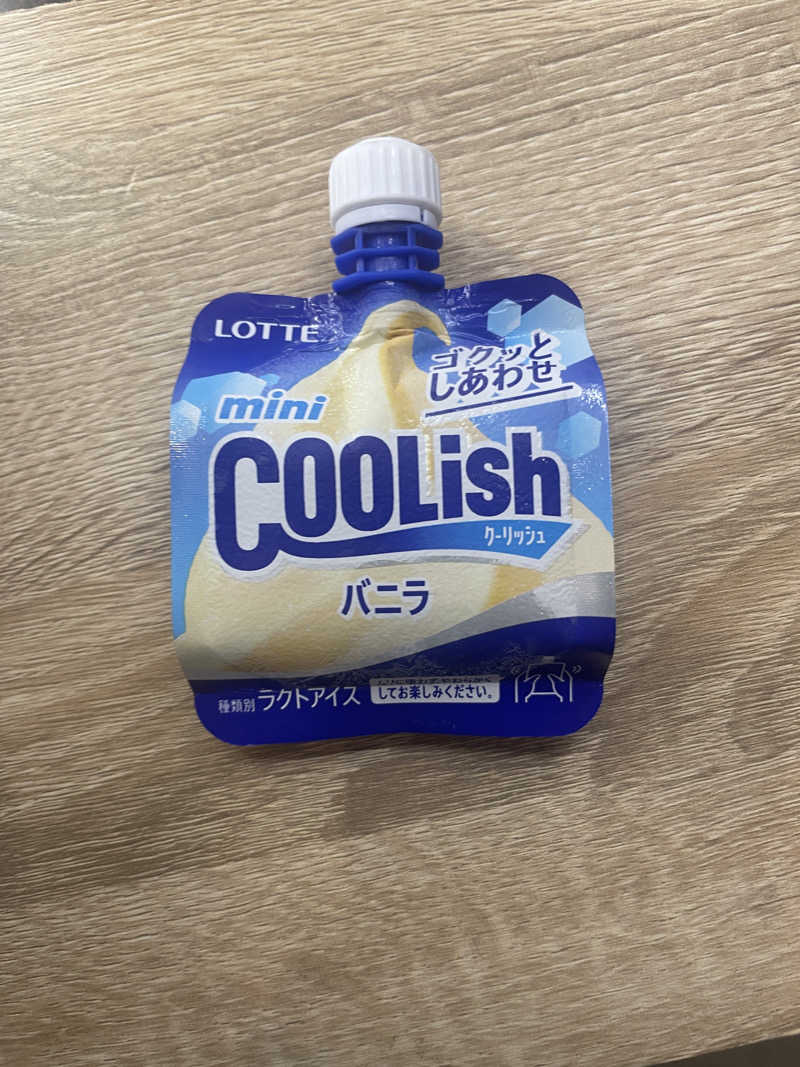 LOTTE
ゴクッと
しあわせ
mini
COOLish
クーリッシュ
バニラ
種類別 ラクトアイス
してお楽しみください。